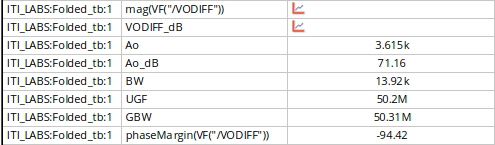 ITI_LABS:Folded_tb:1 mag(VF("/VODIFF"))
ITI_LABS:Folded_tb:1 VODIFF_dB
ITI_LABS:Folded_tb:1 Ao 3.615k
ITI_LABS:Folded_tb:1 Ao_dB 71.16
ITI_LABS:Folded_tb:1 BW 13.92k
ITI_LABS:Folded_tb:1 UGF 50.2M
ITI_LABS:Folded_tb:1 GBW 50.31M
ITI_LABS:Folded_tb:1 phaseMargin(VF("/VODIFF")) -94.42